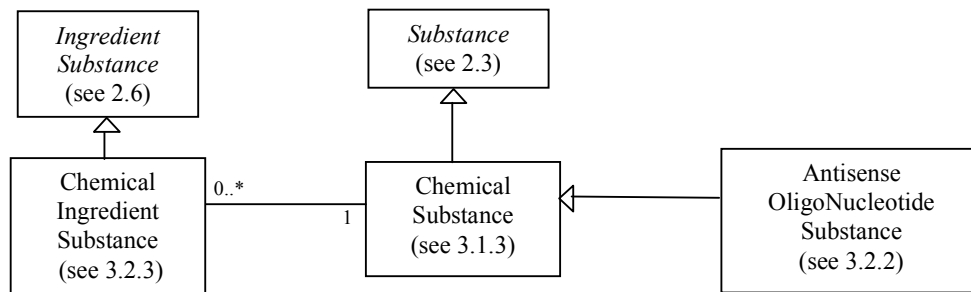 Ingredient
Substance
(see 2.6)
Substance
(see 2.3)
Chemical
Ingredient
Substance
(see 3.2.3)
0..*
1
Chemical
Substance
(see 3.1.3)
Antisense
OligoNucleotide
Substance
(see 3.2.2)